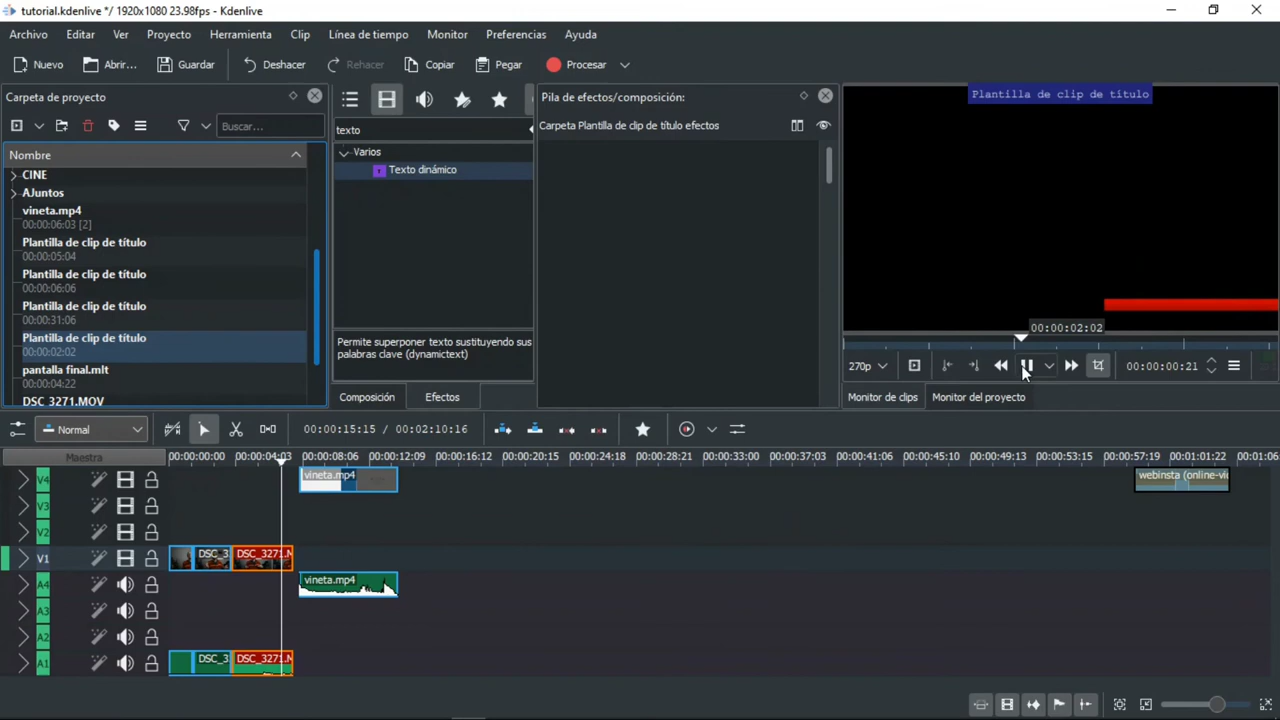 tutorial.kdenlive */ 1920x1080 23.98fps - Kdenlive
Archivo Editar Ver Proyecto Herramienta Clip Línea de tiempo Monitor Preferencias Ayuda
Nuevo Abrir... Guardar Deshacer Rehacer Copiar Pegar Procesar
Carpeta de proyecto
Buscar...
Nombre
CINE
AJuntos
vineta.mp4
00:00:06:03 [2]
Plantilla de clip de título
00:00:05:04
Plantilla de clip de título
00:00:06:06
Plantilla de clip de título
00:00:31:06
Plantilla de clip de título
00:00:02:02
pantalla final.mlt
00:00:04:22
DSC_3271.MOV
texto
Varios
Texto dinámico
Permite superponer texto sustituyendo sus
palabras clave (dynamictext)
Composición Efectos
Pila de efectos/composición:
Carpeta Plantilla de clip de título efectos
Plantilla de clip de título
00:00:02:02
270p 00:00:00:21
Monitor de clips Monitor del proyecto
Normal 00:00:15:15 / 00:02:10:16
Maestra 00:00:00:00 00:00:04:03 00:00:08:06 00:00:12:09 00:00:16:12 00:00:20:15 00:00:24:18 00:00:28:21 00:00:33:00 00:00:37:03 00:00:41:06 00:00:45:10 00:00:49:13 00:00:53:15 00:00:57:19 00:01:01:22 00:01:06
V4 vineta.mp4 webinsta (online-vi
V3
V2
V1 DSC_3 DSC_3271.M
A4 vineta.mp4
A3
A2
A1 DSC_3 DSC_3271.M